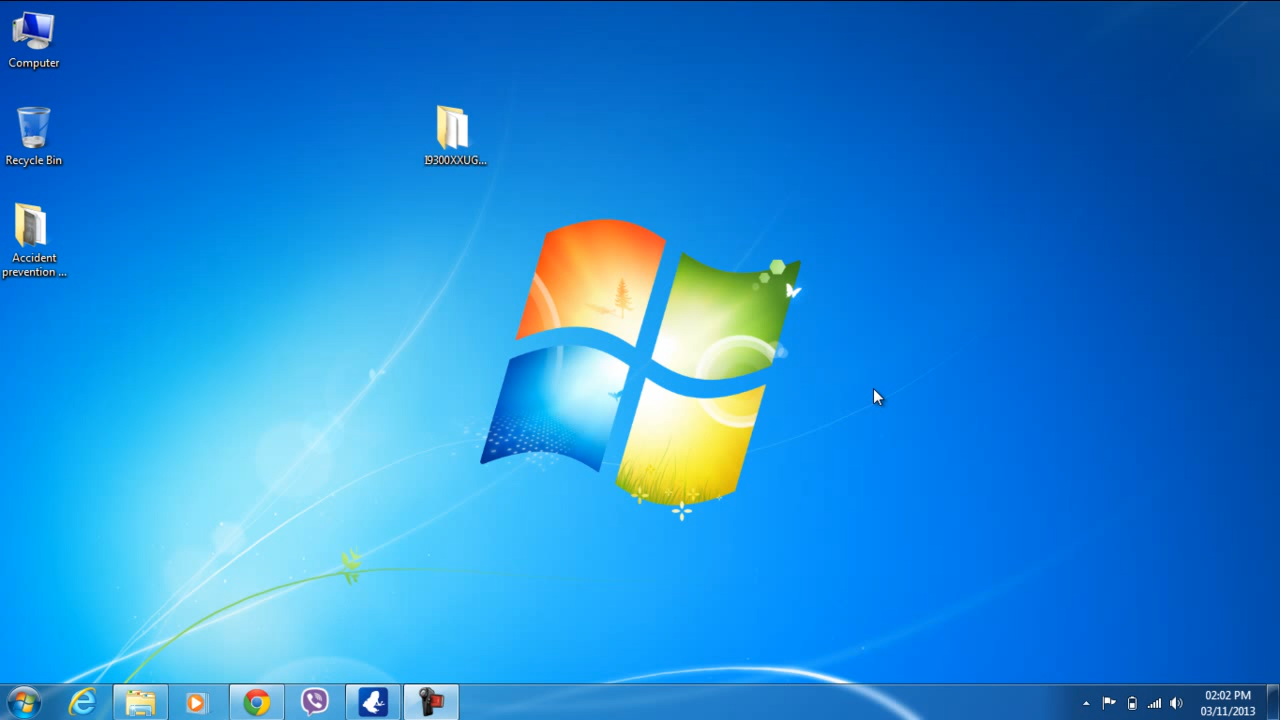 Computer
Recycle Bin
Accident
prevention ...
I9300XXUG...
02:02 PM
03/11/2013